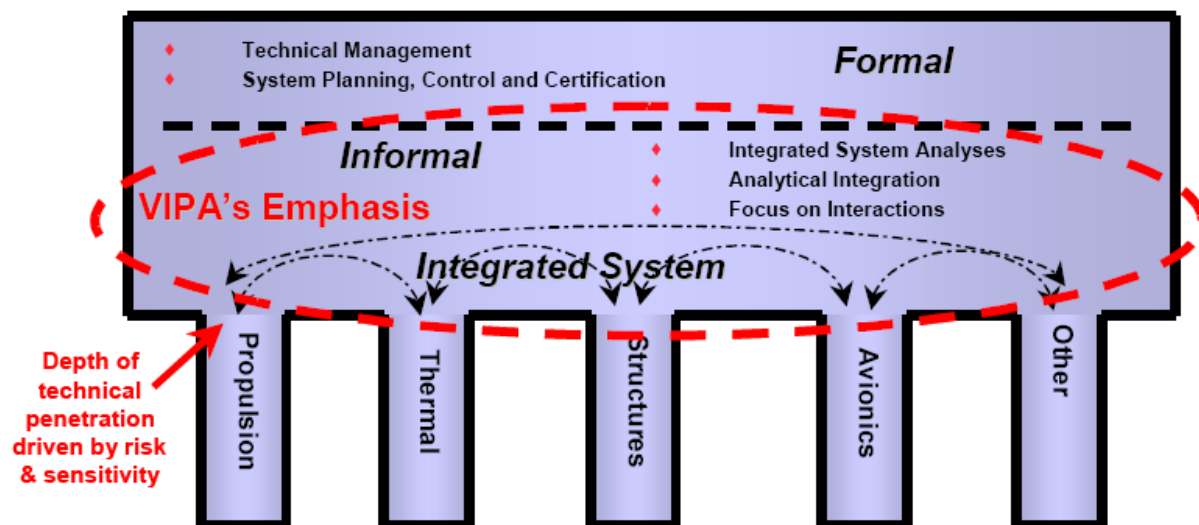 Technical Management
System Planning, Control and Certification
Formal
Informal
Integrated System Analyses
Analytical Integration
Focus on Interactions
VIPA's Emphasis
Integrated System
Depth of
technical
penetration
driven by risk
& sensitivity
Propulsion
Thermal
Structures
Avionics
Other